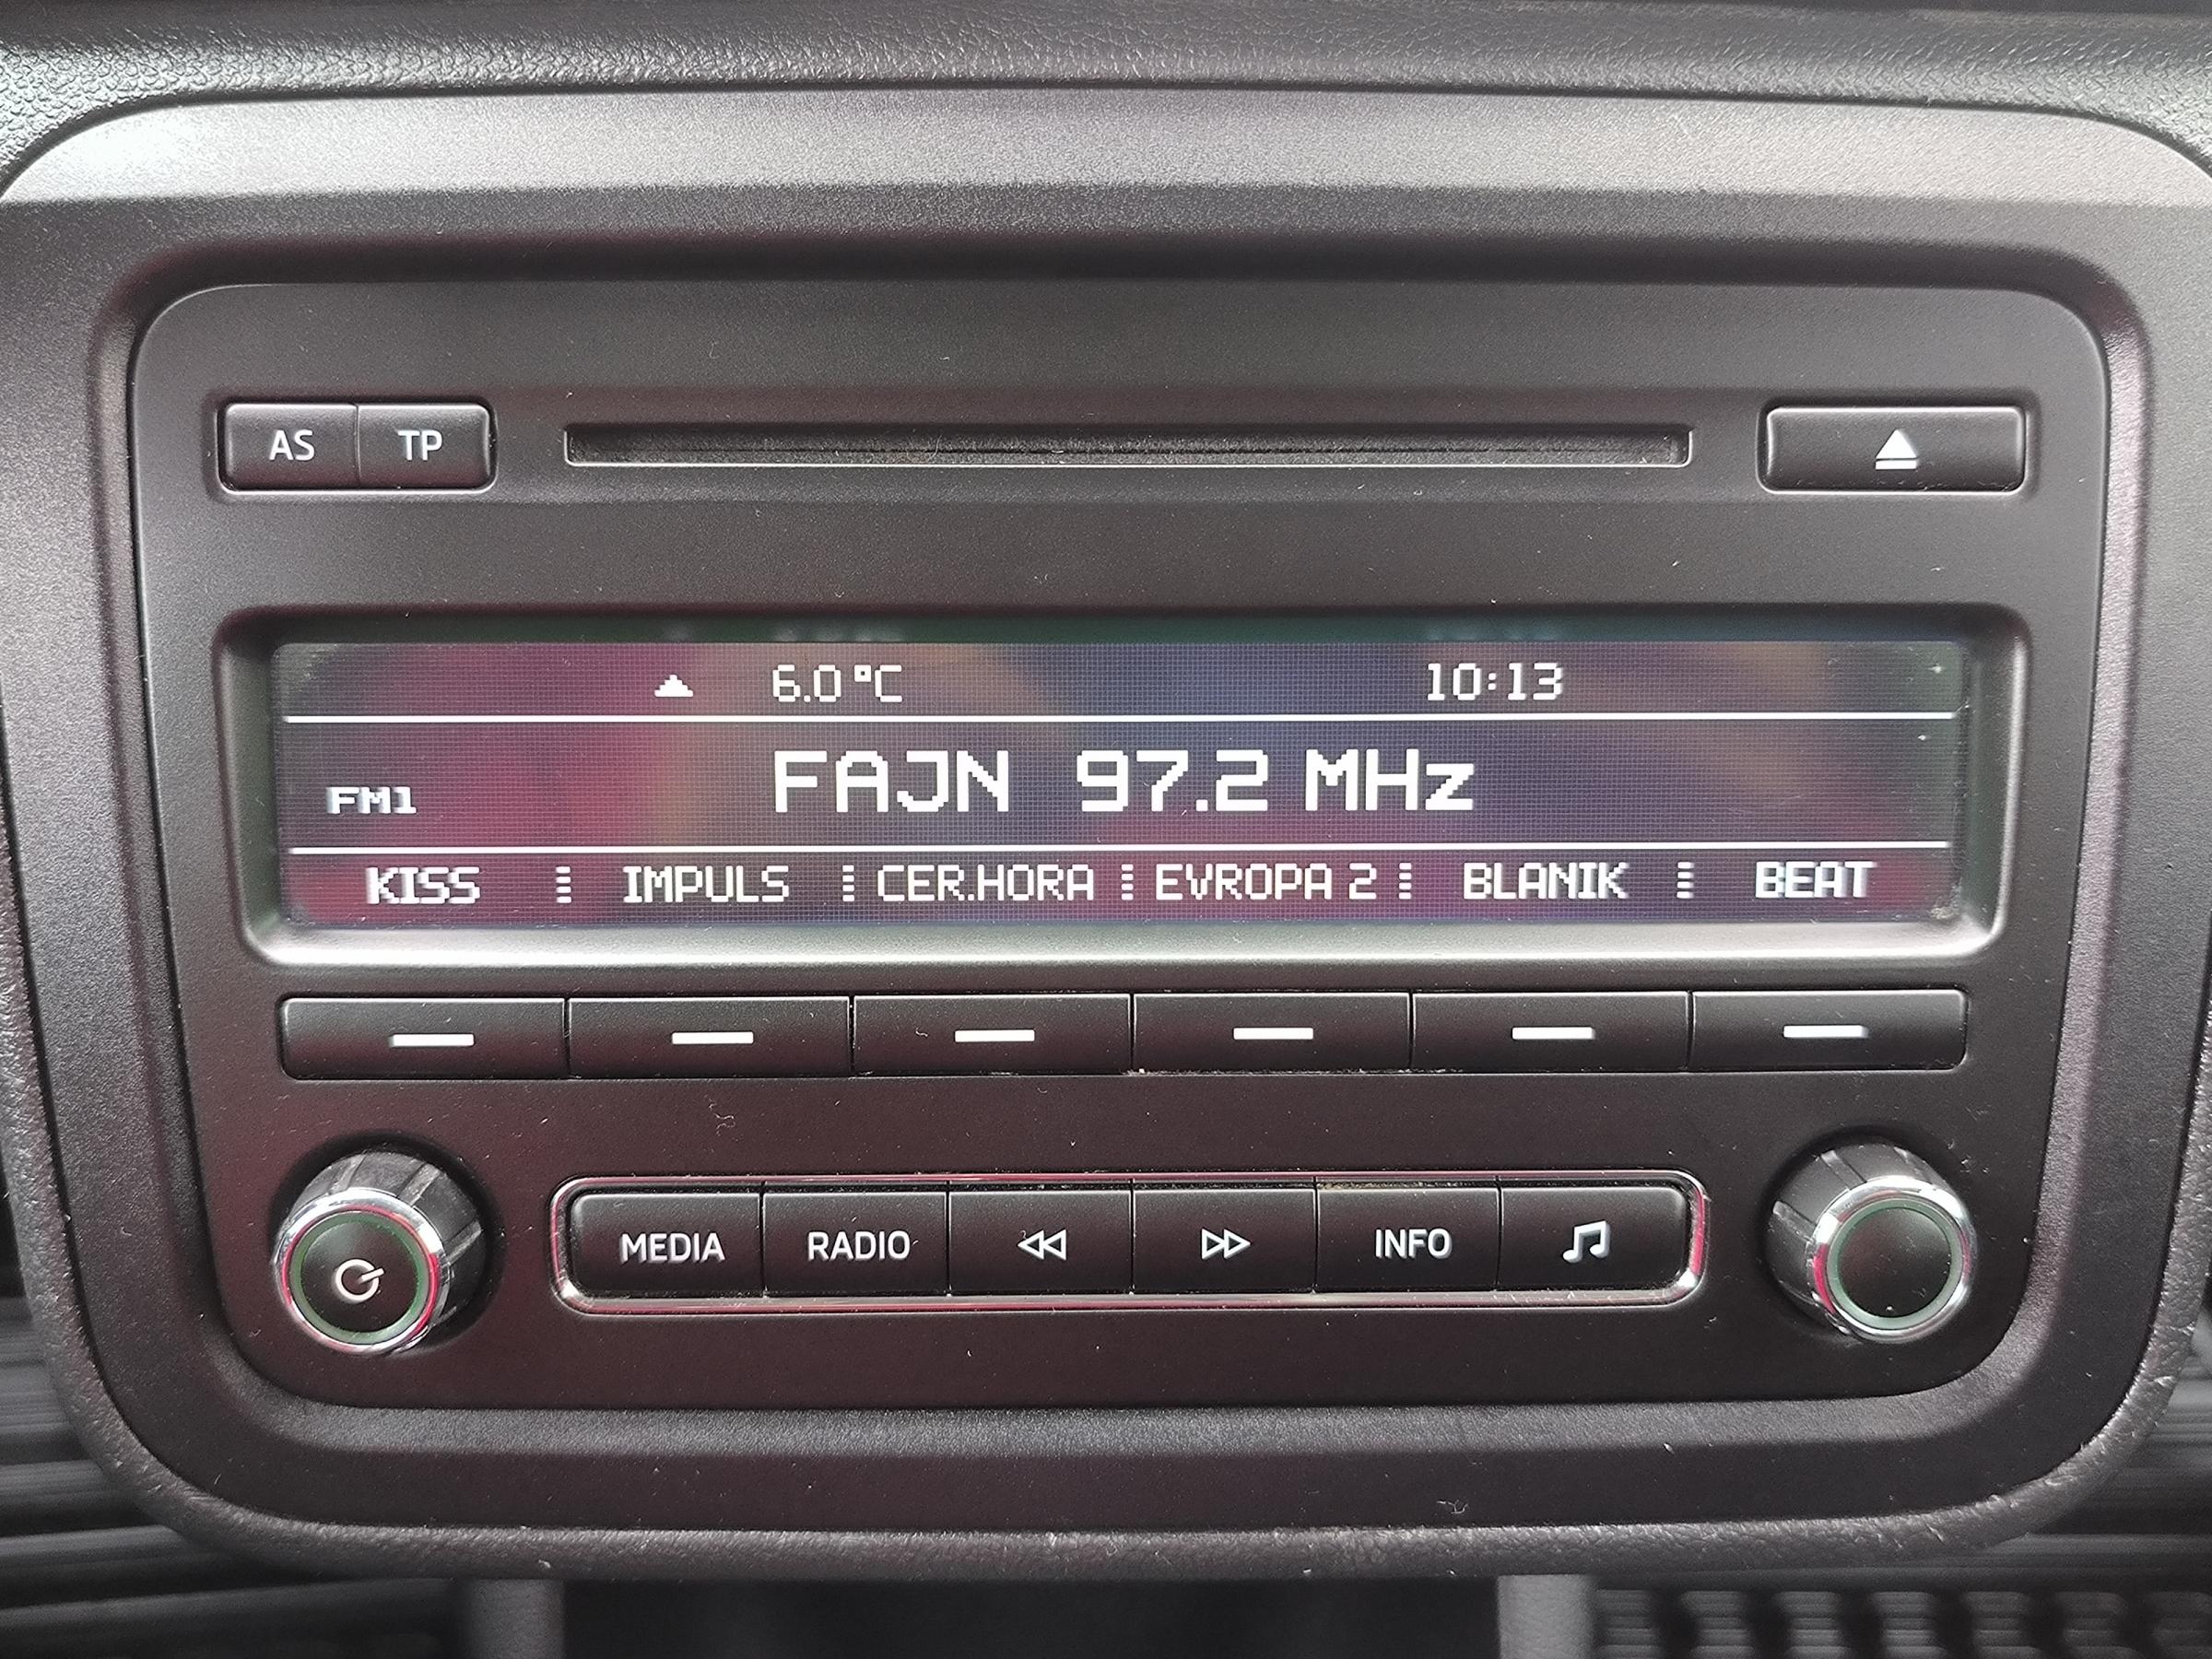 AS TP
6.0°C 10:13
FM1 FAJN 97.2 MHz
KISS IMPULS CER.HORA EVROPA 2 BLANIK BEAT
MEDIA RADIO INFO